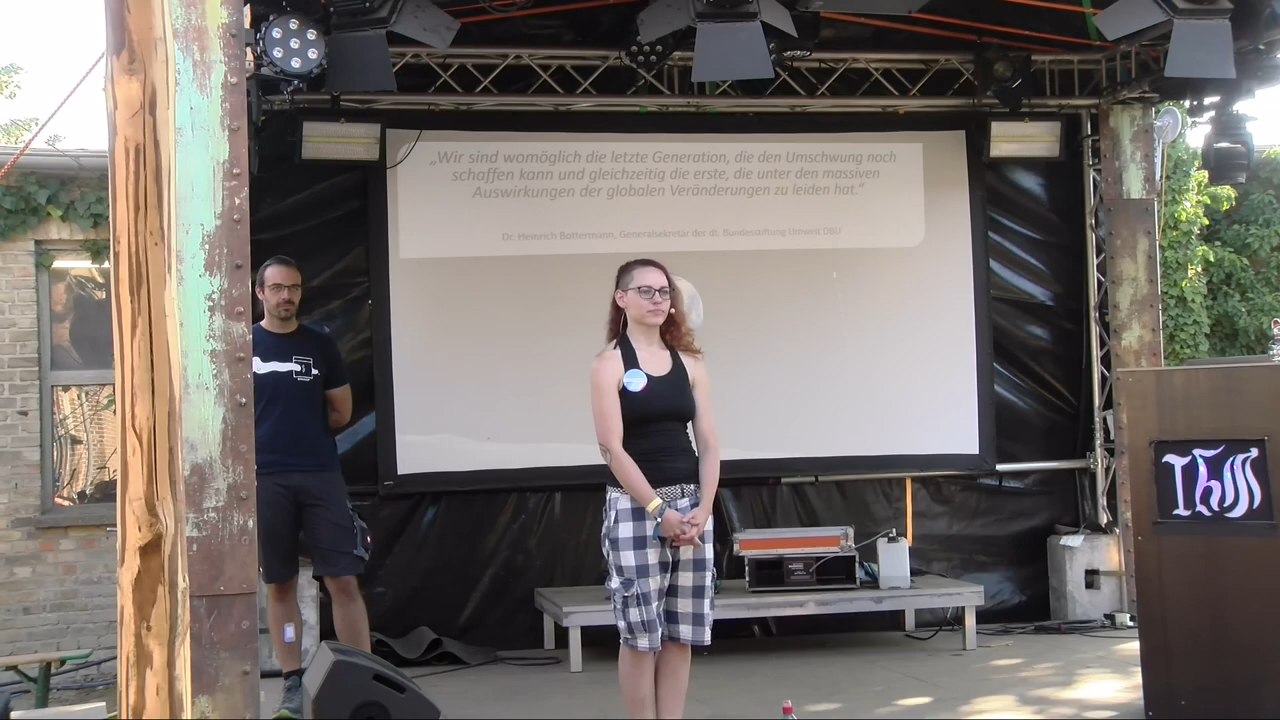 „Wir sind womöglich die letzte Generation, die den Umschwung noch
schaffen kann und gleichzeitig die erste, die unter den massiven
Auswirkungen der globalen Veränderungen zu leiden hat.“
Dr. Heinrich Bottermann, Generalsekretär der dt. Bundesstiftung Umwelt DBU